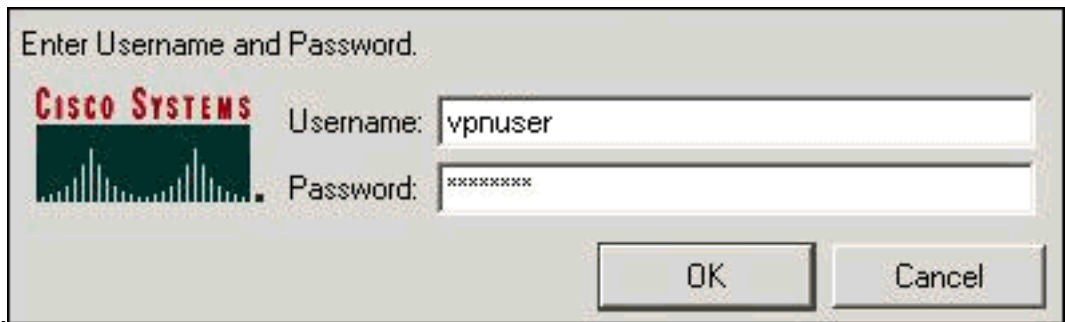 Enter Username and Password.
CISCO SYSTEMS
Username: vpnuser
Password: ********
OK Cancel